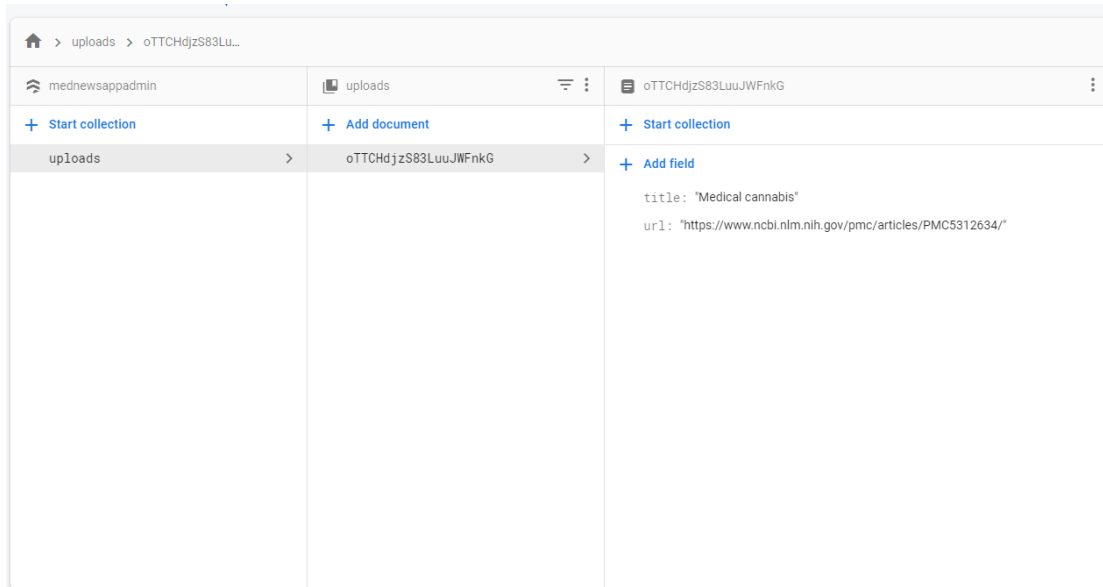 uploads > oTTCHdjzS83Lu...
mednewsappadmin
uploads
oTTCHdjzS83LuuJWFnkG
+ Start collection
+ Add document
+ Start collection
uploads
oTTCHdjzS83LuuJWFnkG
+ Add field
title: "Medical cannabis"
url: "https://www.ncbi.nlm.nih.gov/pmc/articles/PMC5312634/"